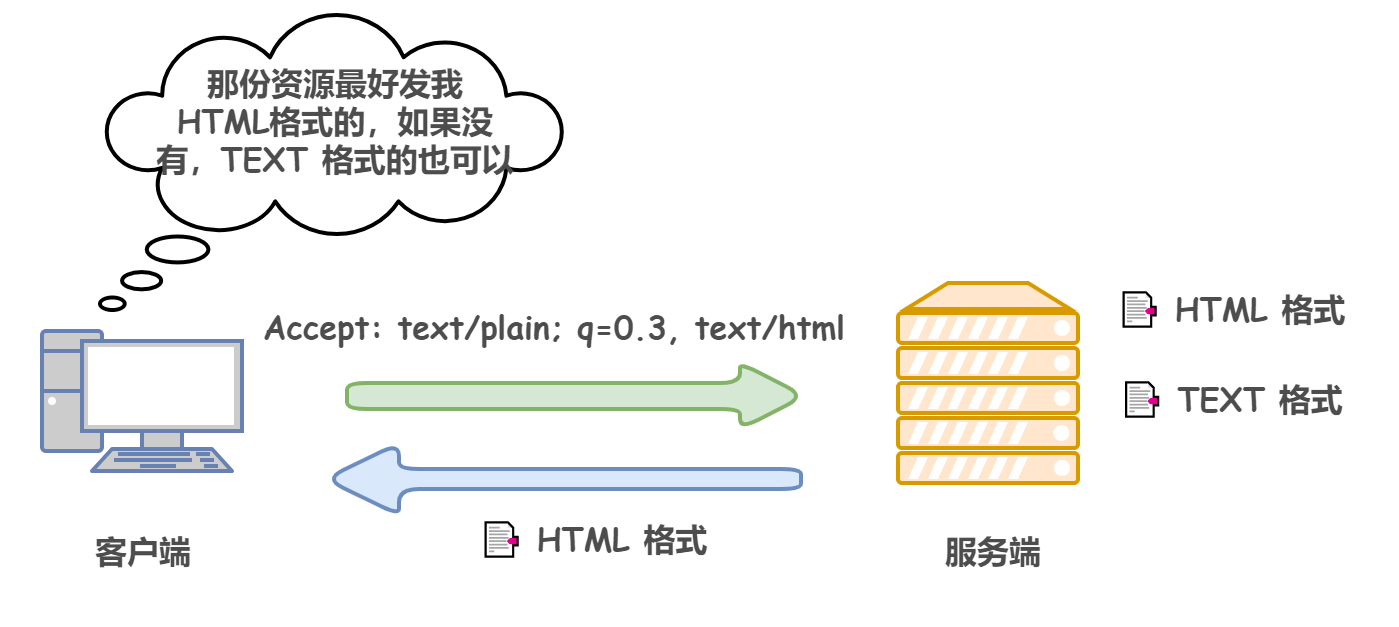 那份资源最好发我
HTML格式的，如果没
有，TEXT 格式的也可以
Accept: text/plain; q=0.3, text/html
HTML 格式
TEXT 格式
HTML 格式
客户端
服务端